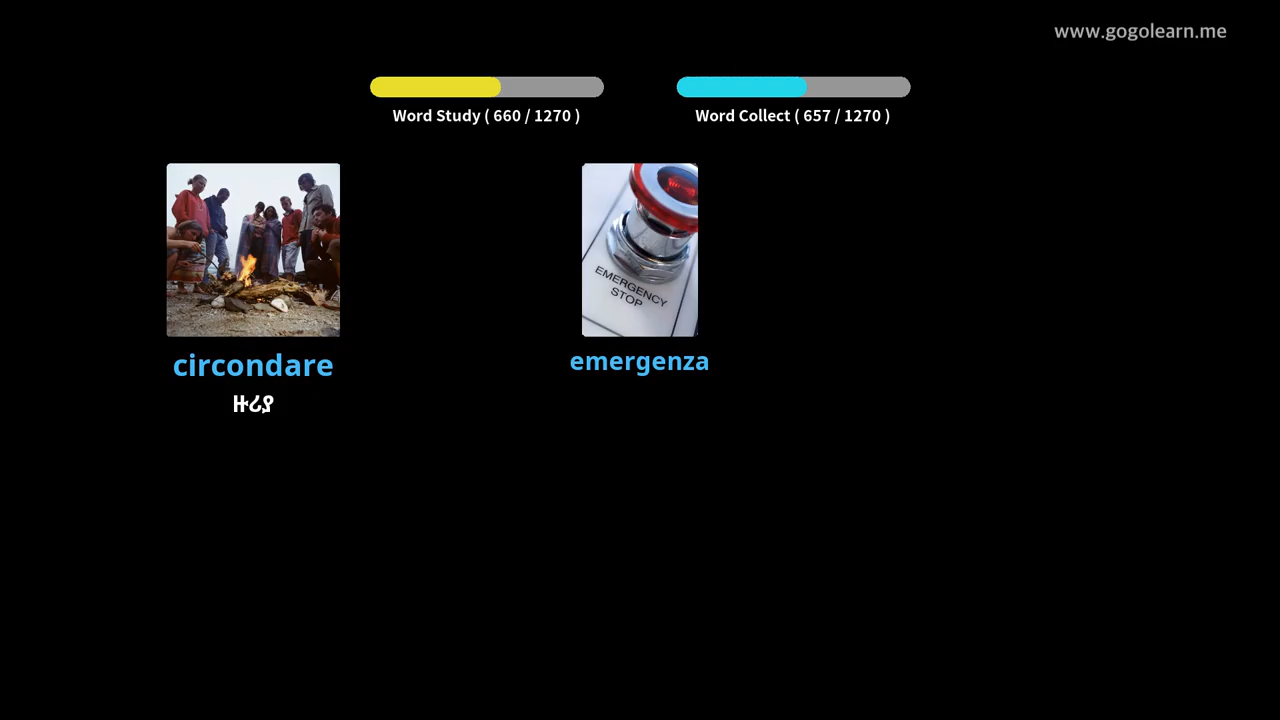 www.gogolearn.me
Word Study ( 660 / 1270 )
Word Collect ( 657 / 1270 )
EMERGENCY
STOP
circondare
emergenza
ዙሪያ